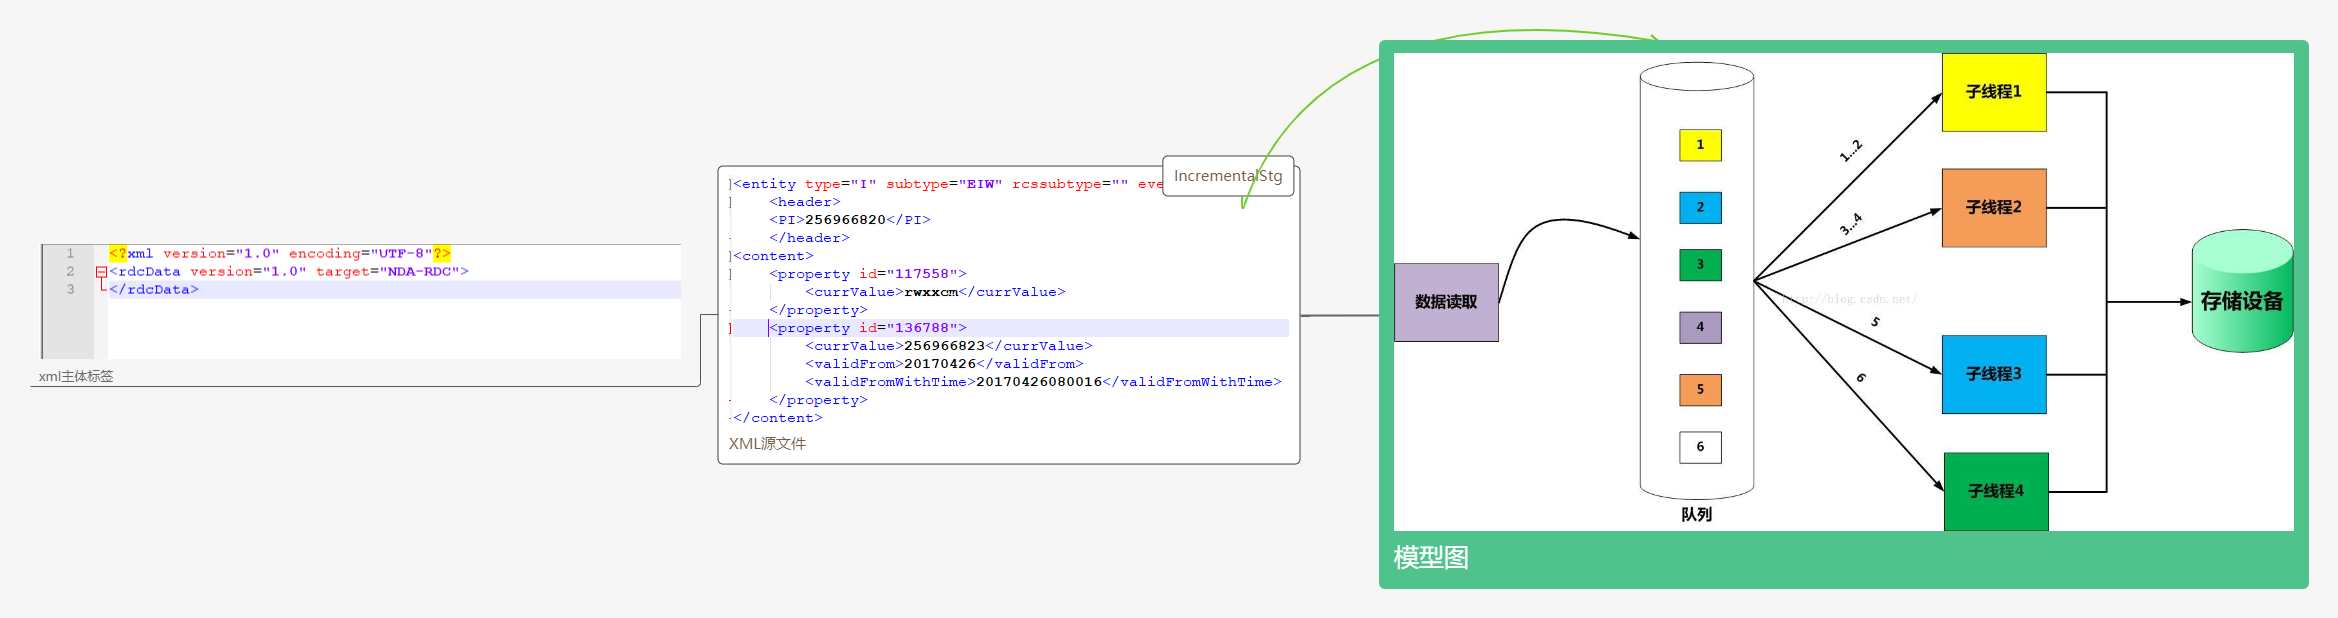 1 <?xml version="1.0" encoding="UTF-8"?>
2 <rdcData version="1.0" target="NDA-RDC">
3 </rdcData>
xml主体标签
IncrementalStg
<entity type="I" subtype="EIW" rcssubtype="" eve
<header>
<PI>256966820</PI>
</header>
<content>
<property id="117558">
<currValue>rwxxcm</currValue>
</property>
<property id="136788">
<currValue>256966823</currValue>
<validFrom>20170426</validFrom>
<validFromWithTime>20170426080016</validFromWithTime>
</property>
</content>
XML源文件
数据读取
1
2
3
4
5
6
队列
1...2
3...4
5
6
子线程1
子线程2
子线程3
子线程4
http://blog.csdn.net/
存储设备
模型图